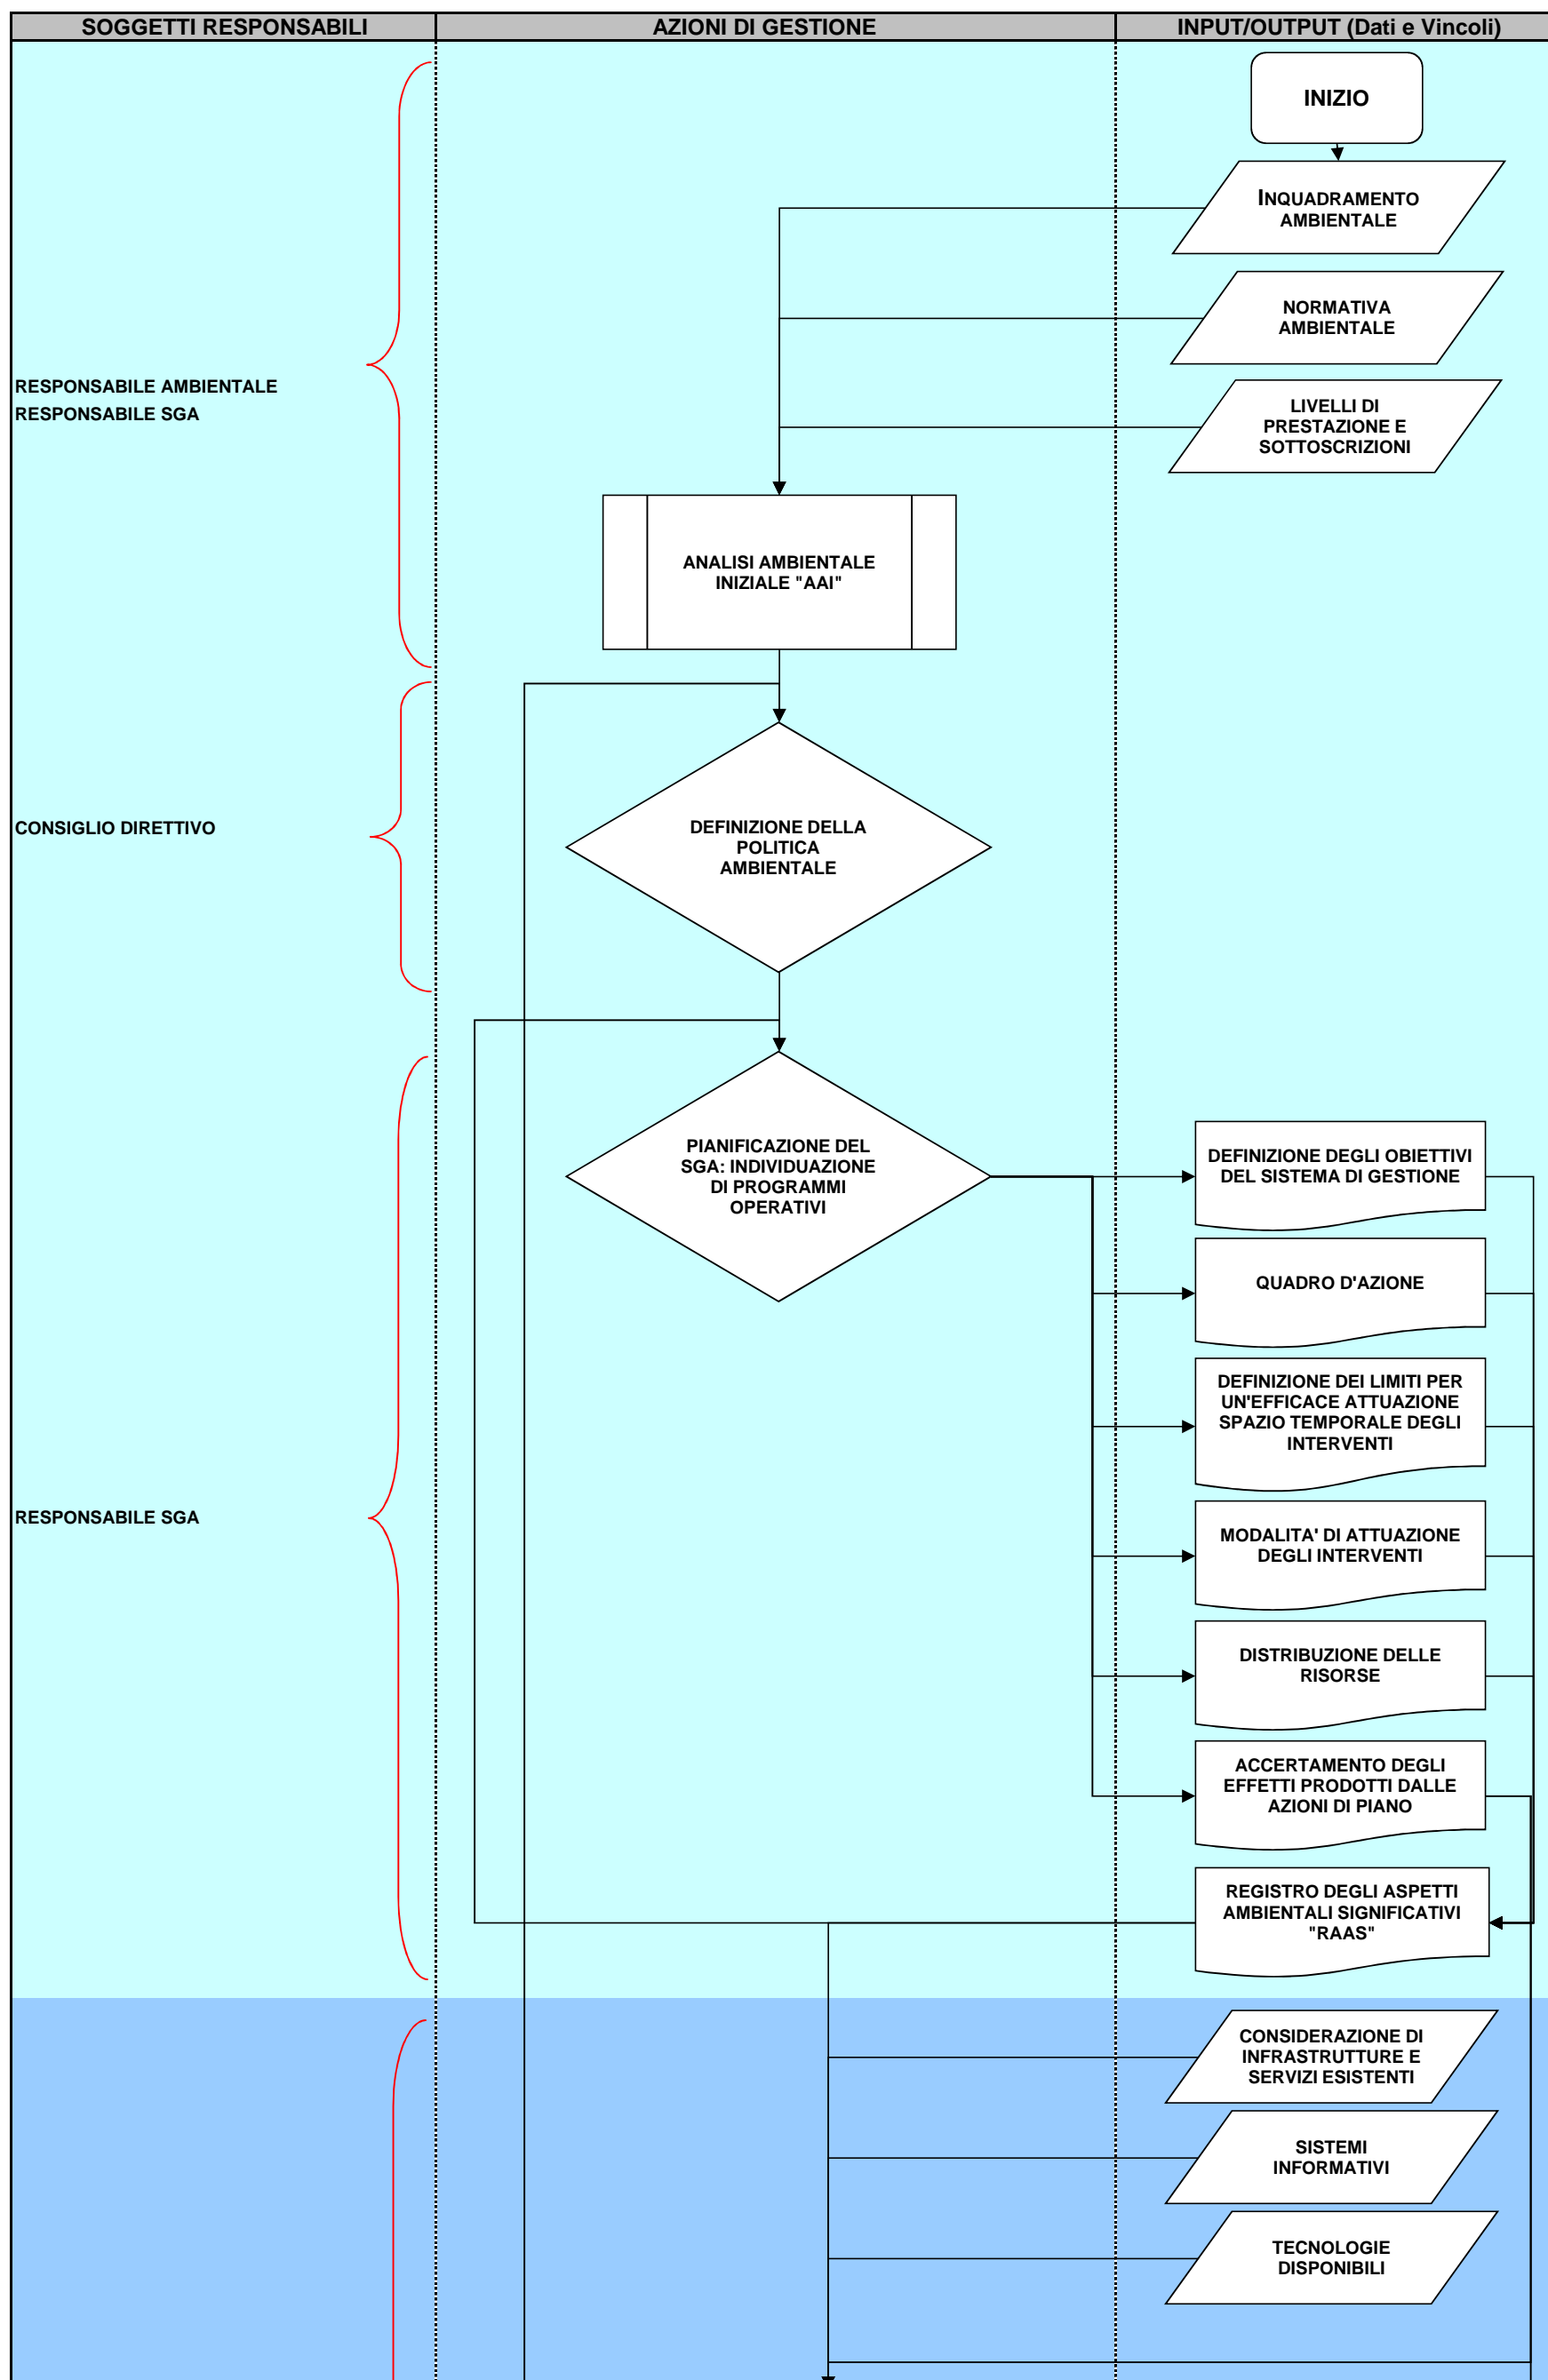 SOGGETTI RESPONSABILI
AZIONI DI GESTIONE
INPUT/OUTPUT (Dati e Vincoli)
INIZIO
INQUADRAMENTO
AMBIENTALE
NORMATIVA
AMBIENTALE
RESPONSABILE AMBIENTALE
RESPONSABILE SGA
LIVELLI DI
PRESTAZIONE E
SOTTOSCRIZIONI
ANALISI AMBIENTALE
INIZIALE "AAI"
CONSIGLIO DIRETTIVO
DEFINIZIONE DELLA
POLITICA
AMBIENTALE
PIANIFICAZIONE DEL
SGA: INDIVIDUAZIONE
DI PROGRAMMI
OPERATIVI
DEFINIZIONE DEGLI OBIETTIVI
DEL SISTEMA DI GESTIONE
QUADRO D'AZIONE
DEFINIZIONE DEI LIMITI PER
UN'EFFICACE ATTUAZIONE
SPAZIO TEMPORALE DEGLI
INTERVENTI
RESPONSABILE SGA
MODALITA' DI ATTUAZIONE
DEGLI INTERVENTI
DISTRIBUZIONE DELLE
RISORSE
ACCERTAMENTO DEGLI
EFFETTI PRODOTTI DALLE
AZIONI DI PIANO
REGISTRO DEGLI ASPETTI
AMBIENTALI SIGNIFICATIVI
"RAAS"
CONSIDERAZIONE DI
INFRASTRUTTURE E
SERVIZI ESISTENTI
SISTEMI
INFORMATIVI
TECNOLOGIE
DISPONIBILI